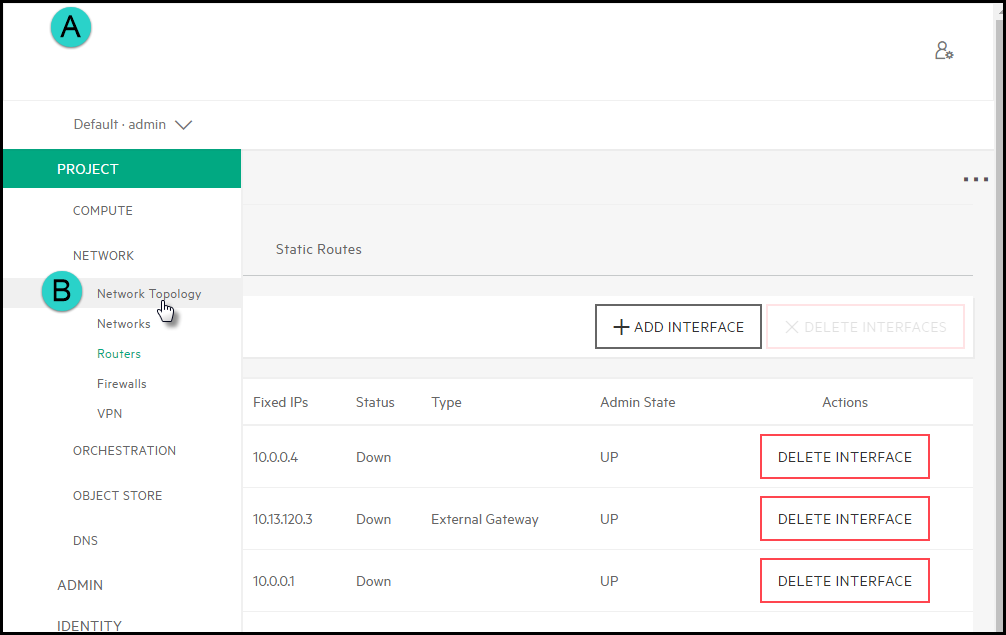 A
Default · admin
PROJECT
COMPUTE
NETWORK
B
Network Topology
Networks
Routers
Firewalls
VPN
ORCHESTRATION
OBJECT STORE
DNS
ADMIN
IDENTITY
Static Routes
ADD INTERFACE
DELETE INTERFACES
Fixed IPs Status Type Admin State Actions
10.0.0.4 Down UP DELETE INTERFACE
10.13.120.3 Down External Gateway UP DELETE INTERFACE
10.0.0.1 Down UP DELETE INTERFACE